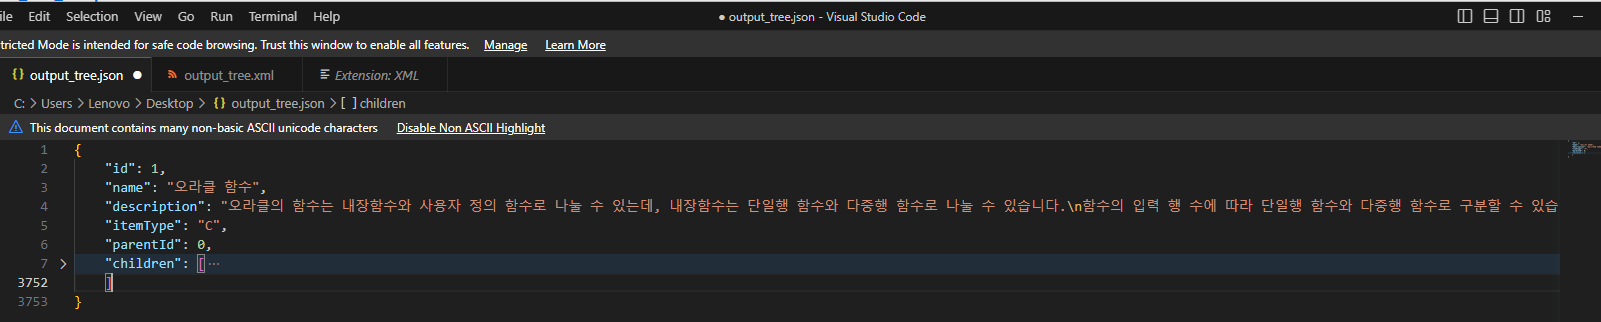 ile Edit Selection View Go Run Terminal Help ● output_tree.json - Visual Studio Code
tricted Mode is intended for safe code browsing. Trust this window to enable all features. Manage Learn More
{} output_tree.json ● output_tree.xml Extension: XML
C: > Users > Lenovo > Desktop > {} output_tree.json > [ ] children
This document contains many non-basic ASCII unicode characters Disable Non ASCII Highlight
1 {
2 "id": 1,
3 "name": "오라클 함수",
4 "description": "오라클의 함수는 내장함수와 사용자 정의 함수로 나눌 수 있는데, 내장함수는 단일행 함수와 다중행 함수로 나눌 수 있습니다.\n함수의 입력 행 수에 따라 단일행 함수와 다중행 함수로 구분할 수 있습
5 "itemType": "C",
6 "parentId": 0,
7 > "children": [ ⋯
3752 ]
3753 }